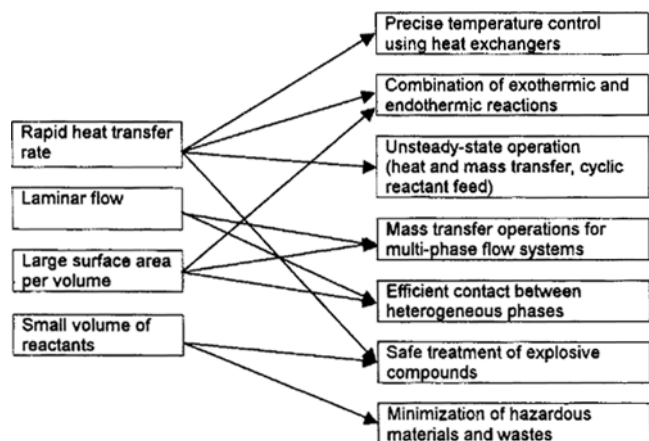 Rapid heat transfer
rate
Laminar flow
Large surface area
per volume
Small volume of
reactants
Precise temperature control
using heat exchangers
Combination of exothermic and
endothermic reactions
Unsteady-state operation
(heat and mass transfer, cyclic
reactant feed)
Mass transfer operations for
multi-phase flow systems
Efficient contact between
heterogeneous phases
Safe treatment of explosive
compounds
Minimization of hazardous
materials and wastes